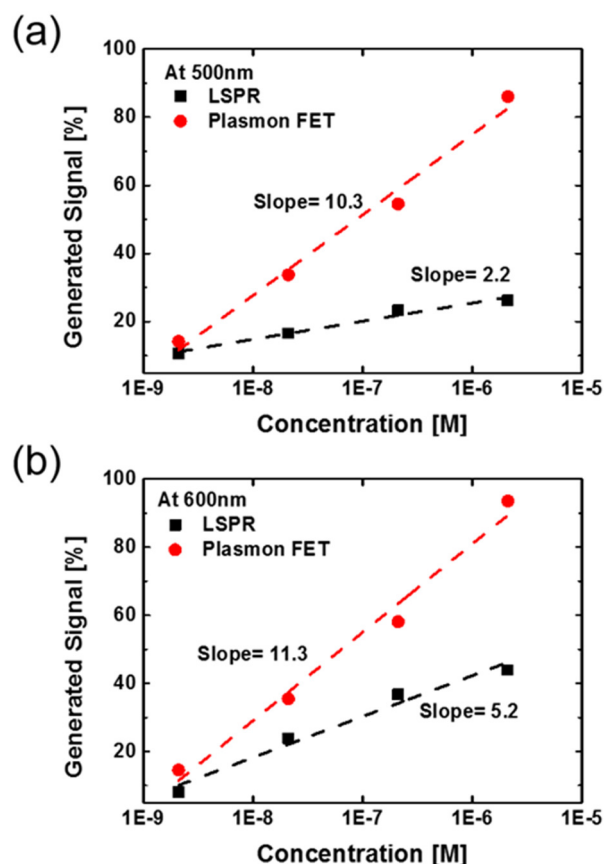 (a)
100
80
60
40
20
Generated Signal [%]
At 500nm
LSPR
Plasmon FET
Slope= 10.3
Slope= 2.2
1E-9 1E-8 1E-7 1E-6 1E-5
Concentration [M]
(b)
100
80
60
40
20
Generated Signal [%]
At 600nm
LSPR
Plasmon FET
Slope= 11.3
Slope= 5.2
1E-9 1E-8 1E-7 1E-6 1E-5
Concentration [M]